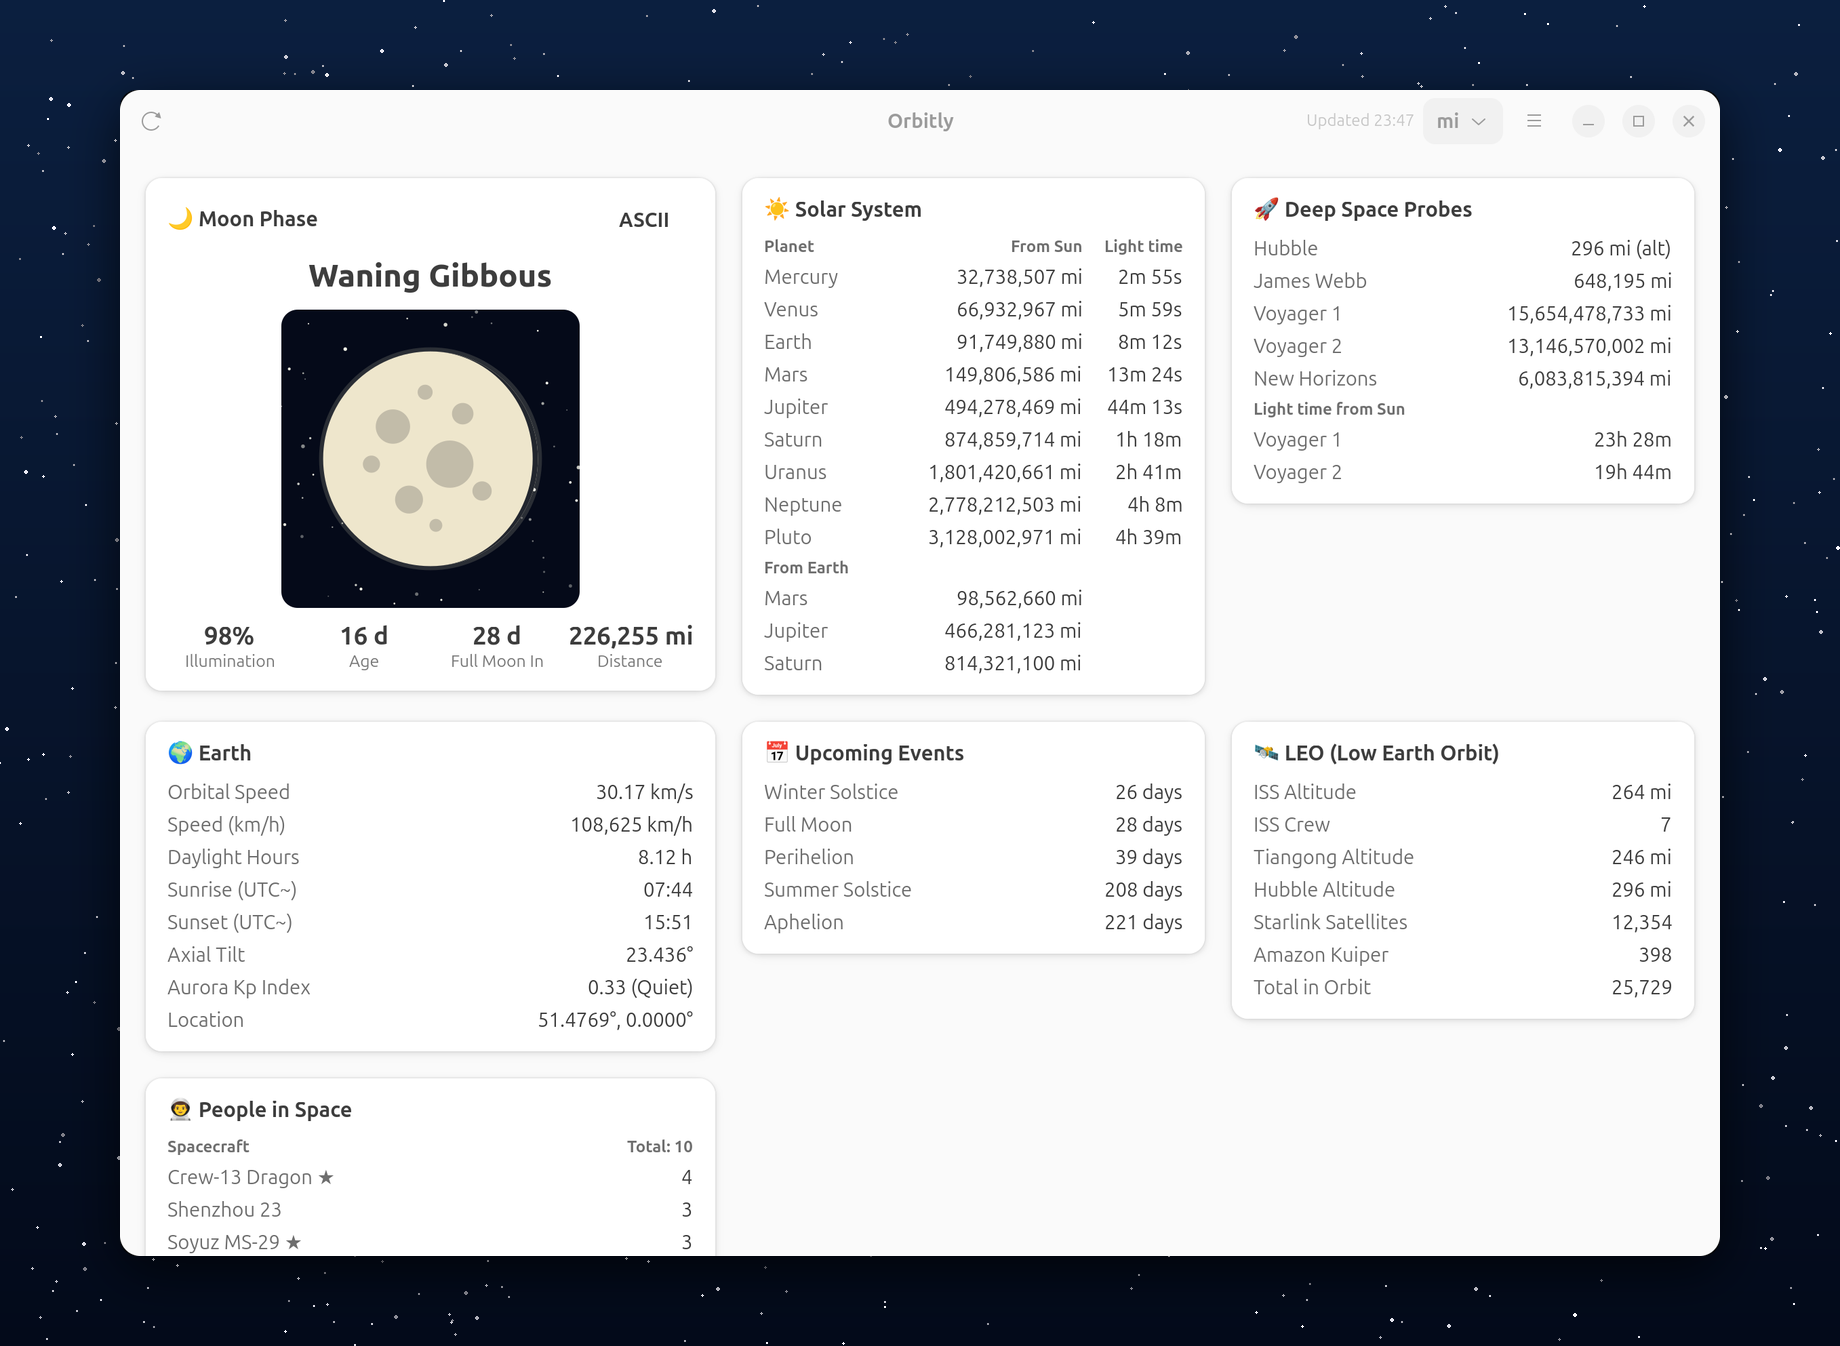 Orbitly
Updated 23:47
mi
🌙 Moon Phase
ASCII
Waning Gibbous
98%
Illumination
16 d
Age
28 d
Full Moon In
226,255 mi
Distance
☀️ Solar System
Planet From Sun Light time
Mercury 32,738,507 mi 2m 55s
Venus 66,932,967 mi 5m 59s
Earth 91,749,880 mi 8m 12s
Mars 149,806,586 mi 13m 24s
Jupiter 494,278,469 mi 44m 13s
Saturn 874,859,714 mi 1h 18m
Uranus 1,801,420,661 mi 2h 41m
Neptune 2,778,212,503 mi 4h 8m
Pluto 3,128,002,971 mi 4h 39m
From Earth
Mars 98,562,660 mi
Jupiter 466,281,123 mi
Saturn 814,321,100 mi
🚀 Deep Space Probes
Hubble 296 mi (alt)
James Webb 648,195 mi
Voyager 1 15,654,478,733 mi
Voyager 2 13,146,570,002 mi
New Horizons 6,083,815,394 mi
Light time from Sun
Voyager 1 23h 28m
Voyager 2 19h 44m
🌍 Earth
Orbital Speed 30.17 km/s
Speed (km/h) 108,625 km/h
Daylight Hours 8.12 h
Sunrise (UTC~) 07:44
Sunset (UTC~) 15:51
Axial Tilt 23.436°
Aurora Kp Index 0.33 (Quiet)
Location 51.4769°, 0.0000°
📅 Upcoming Events
Winter Solstice 26 days
Full Moon 28 days
Perihelion 39 days
Summer Solstice 208 days
Aphelion 221 days
🛰️ LEO (Low Earth Orbit)
ISS Altitude 264 mi
ISS Crew 7
Tiangong Altitude 246 mi
Hubble Altitude 296 mi
Starlink Satellites 12,354
Amazon Kuiper 398
Total in Orbit 25,729
👨‍🚀 People in Space
Spacecraft Total: 10
Crew-13 Dragon ★ 4
Shenzhou 23 3
Soyuz MS-29 ★ 3